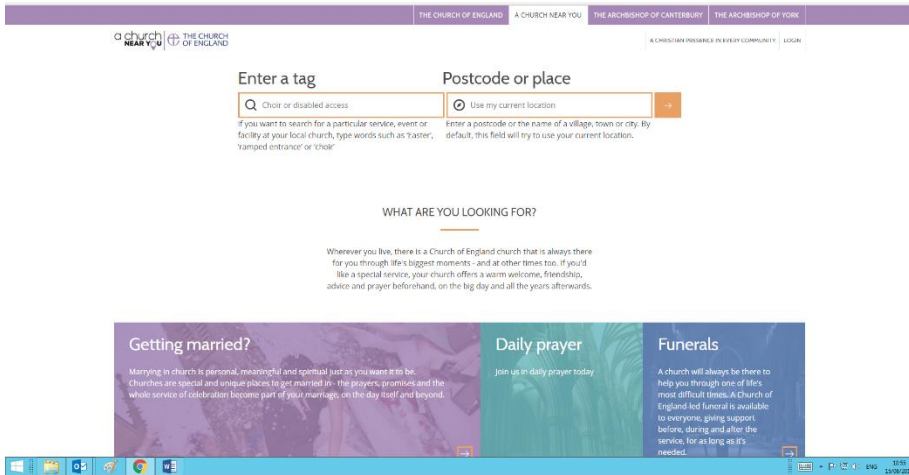 THE CHURCH OF ENGLAND
A CHURCH NEAR YOU
THE ARCHBISHOP OF CANTERBURY
THE ARCHBISHOP OF YORK
a church
NEAR YOU
THE CHURCH
OF ENGLAND
A CHRISTIAN PRESENCE IN EVERY COMMUNITY
LOGIN
Enter a tag
Choir or disabled access
If you want to search for a particular service, event or
facility at your local church, type words such as 'Easter',
'ramped entrance' or 'choir'
Postcode or place
Use my current location
Enter a postcode or the name of a village, town or city. By
default, this field will try to use your current location.
WHAT ARE YOU LOOKING FOR?
Wherever you live, there is a Church of England church that is always there
for you through life's biggest moments - and at other times too. If you'd
like a special service, your church offers a warm welcome, friendship,
advice and prayer beforehand, on the big day and all the years afterwards.
Getting married?
Marrying in church is personal, meaningful and spiritual just as you want it to be.
Churches are special and unique places to get married in - the prayers, promises and the
whole service of celebration become part of your marriage, on the day itself and beyond.
Daily prayer
Join us in daily prayer today
Funerals
A church will always be there to
help you through one of life's
most difficult times. A Church of
England-led funeral is available
to everyone, giving support
before, during and after the
service, for as long as it's
needed.
ENG